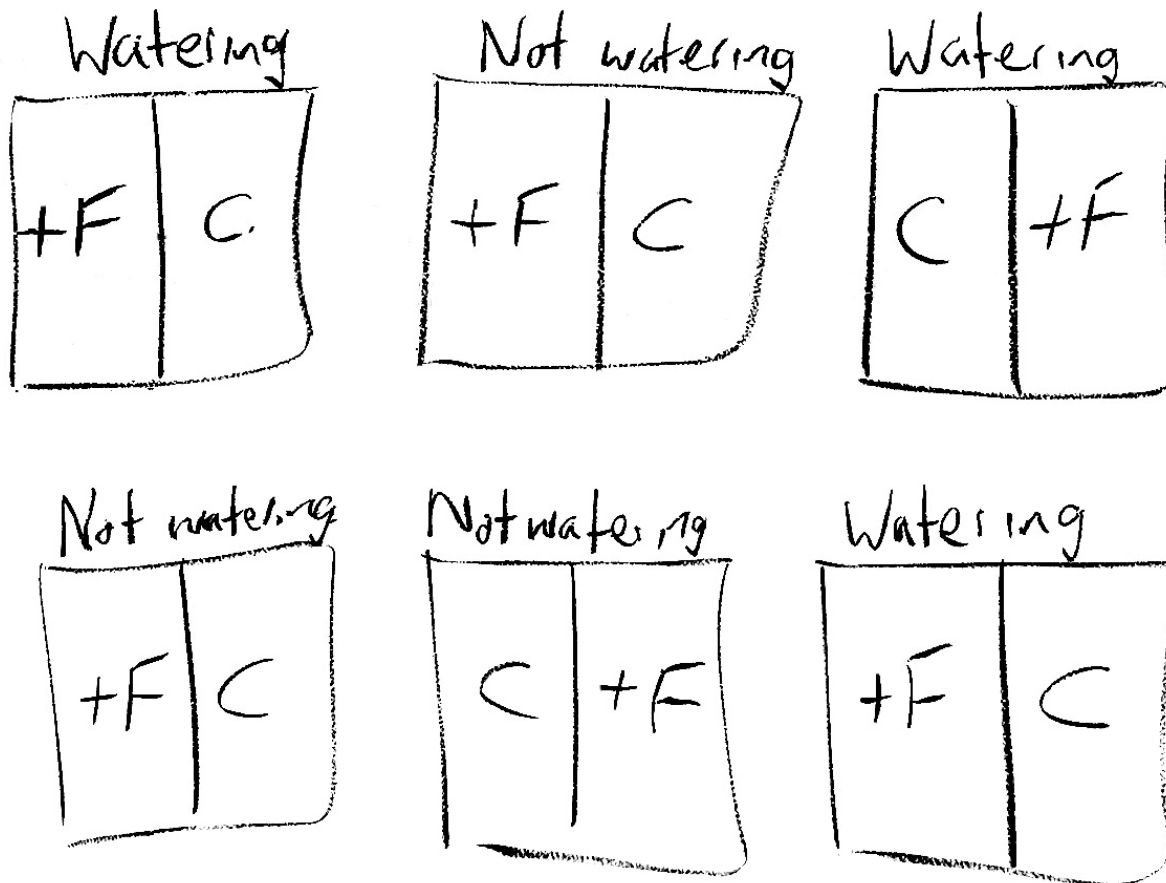 Watering Not watering Watering
+F C. +F C C +F
Not watering Not watering Watering
+F C C +F +F C